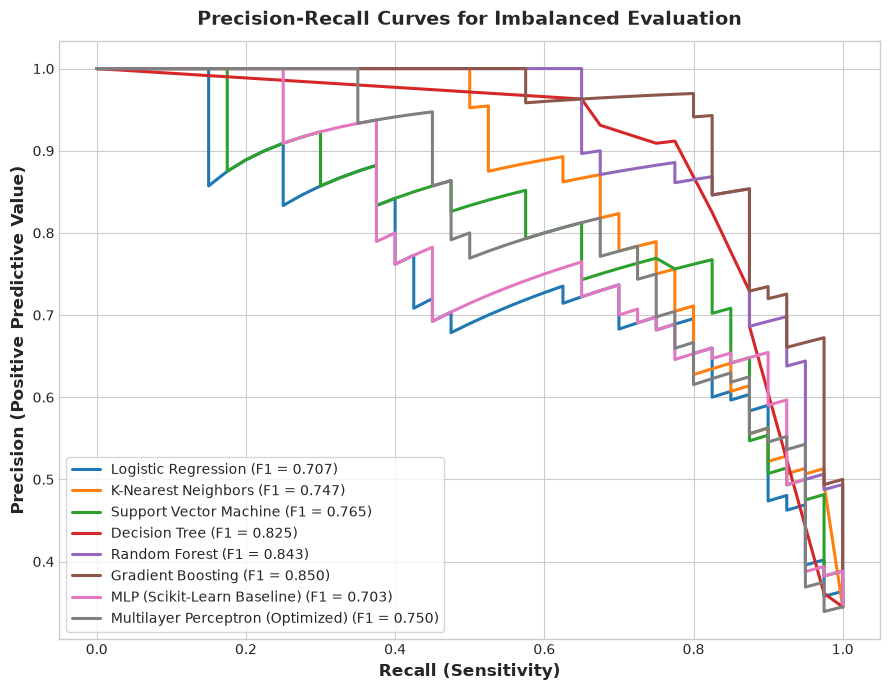 Precision-Recall Curves for Imbalanced Evaluation
Precision (Positive Predictive Value)
1.0
0.9
0.8
0.7
0.6
0.5
0.4
Logistic Regression (F1 = 0.707)
K-Nearest Neighbors (F1 = 0.747)
Support Vector Machine (F1 = 0.765)
Decision Tree (F1 = 0.825)
Random Forest (F1 = 0.843)
Gradient Boosting (F1 = 0.850)
MLP (Scikit-Learn Baseline) (F1 = 0.703)
Multilayer Perceptron (Optimized) (F1 = 0.750)
0.0 0.2 0.4 0.6 0.8 1.0
Recall (Sensitivity)